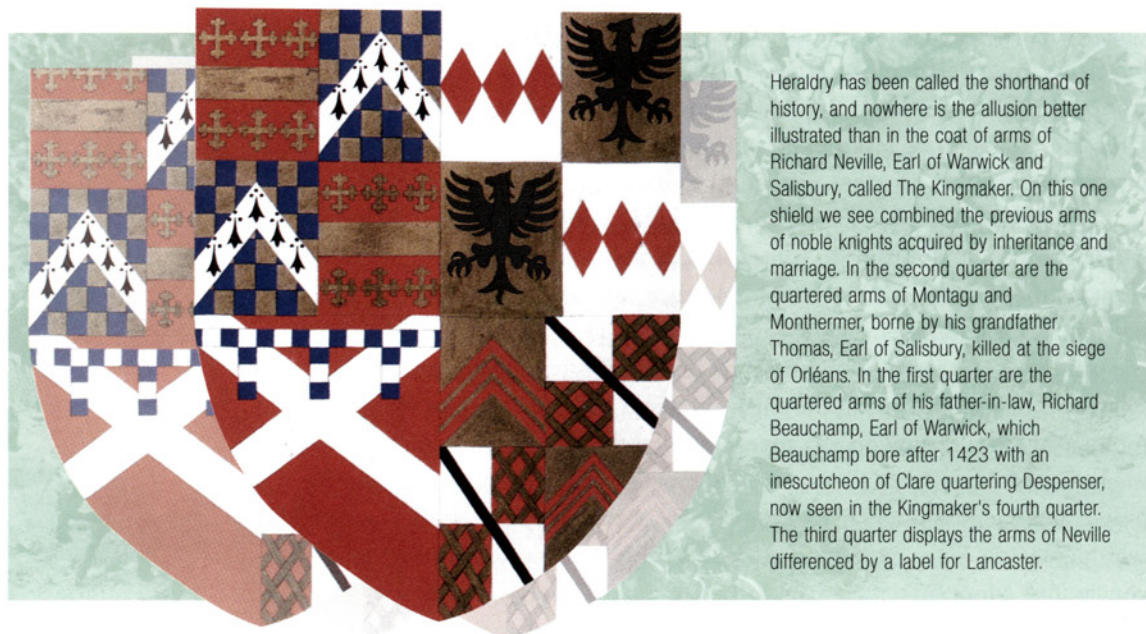 Heraldry has been called the shorthand of
history, and nowhere is the allusion better
illustrated than in the coat of arms of
Richard Neville, Earl of Warwick and
Salisbury, called The Kingmaker. On this one
shield we see combined the previous arms
of noble knights acquired by inheritance and
marriage. In the second quarter are the
quartered arms of Montagu and
Monthermer, borne by his grandfather
Thomas, Earl of Salisbury, killed at the siege
of Orléans. In the first quarter are the
quartered arms of his father-in-law, Richard
Beauchamp, Earl of Warwick, which
Beauchamp bore after 1423 with an
inescutcheon of Clare quartering Despenser,
now seen in the Kingmaker's fourth quarter.
The third quarter displays the arms of Neville
differenced by a label for Lancaster.